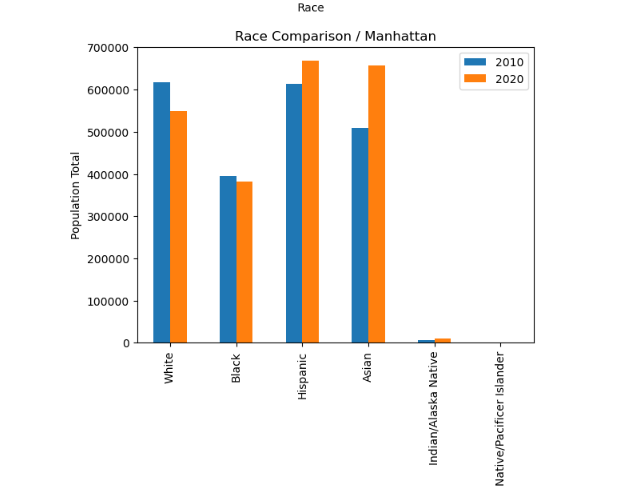 Race
Race Comparison / Manhattan
700000
600000
500000
400000
300000
200000
100000
0
Population Total
2010
2020
White
Black
Hispanic
Asian
Indian/Alaska Native
Native/Pacificer Islander